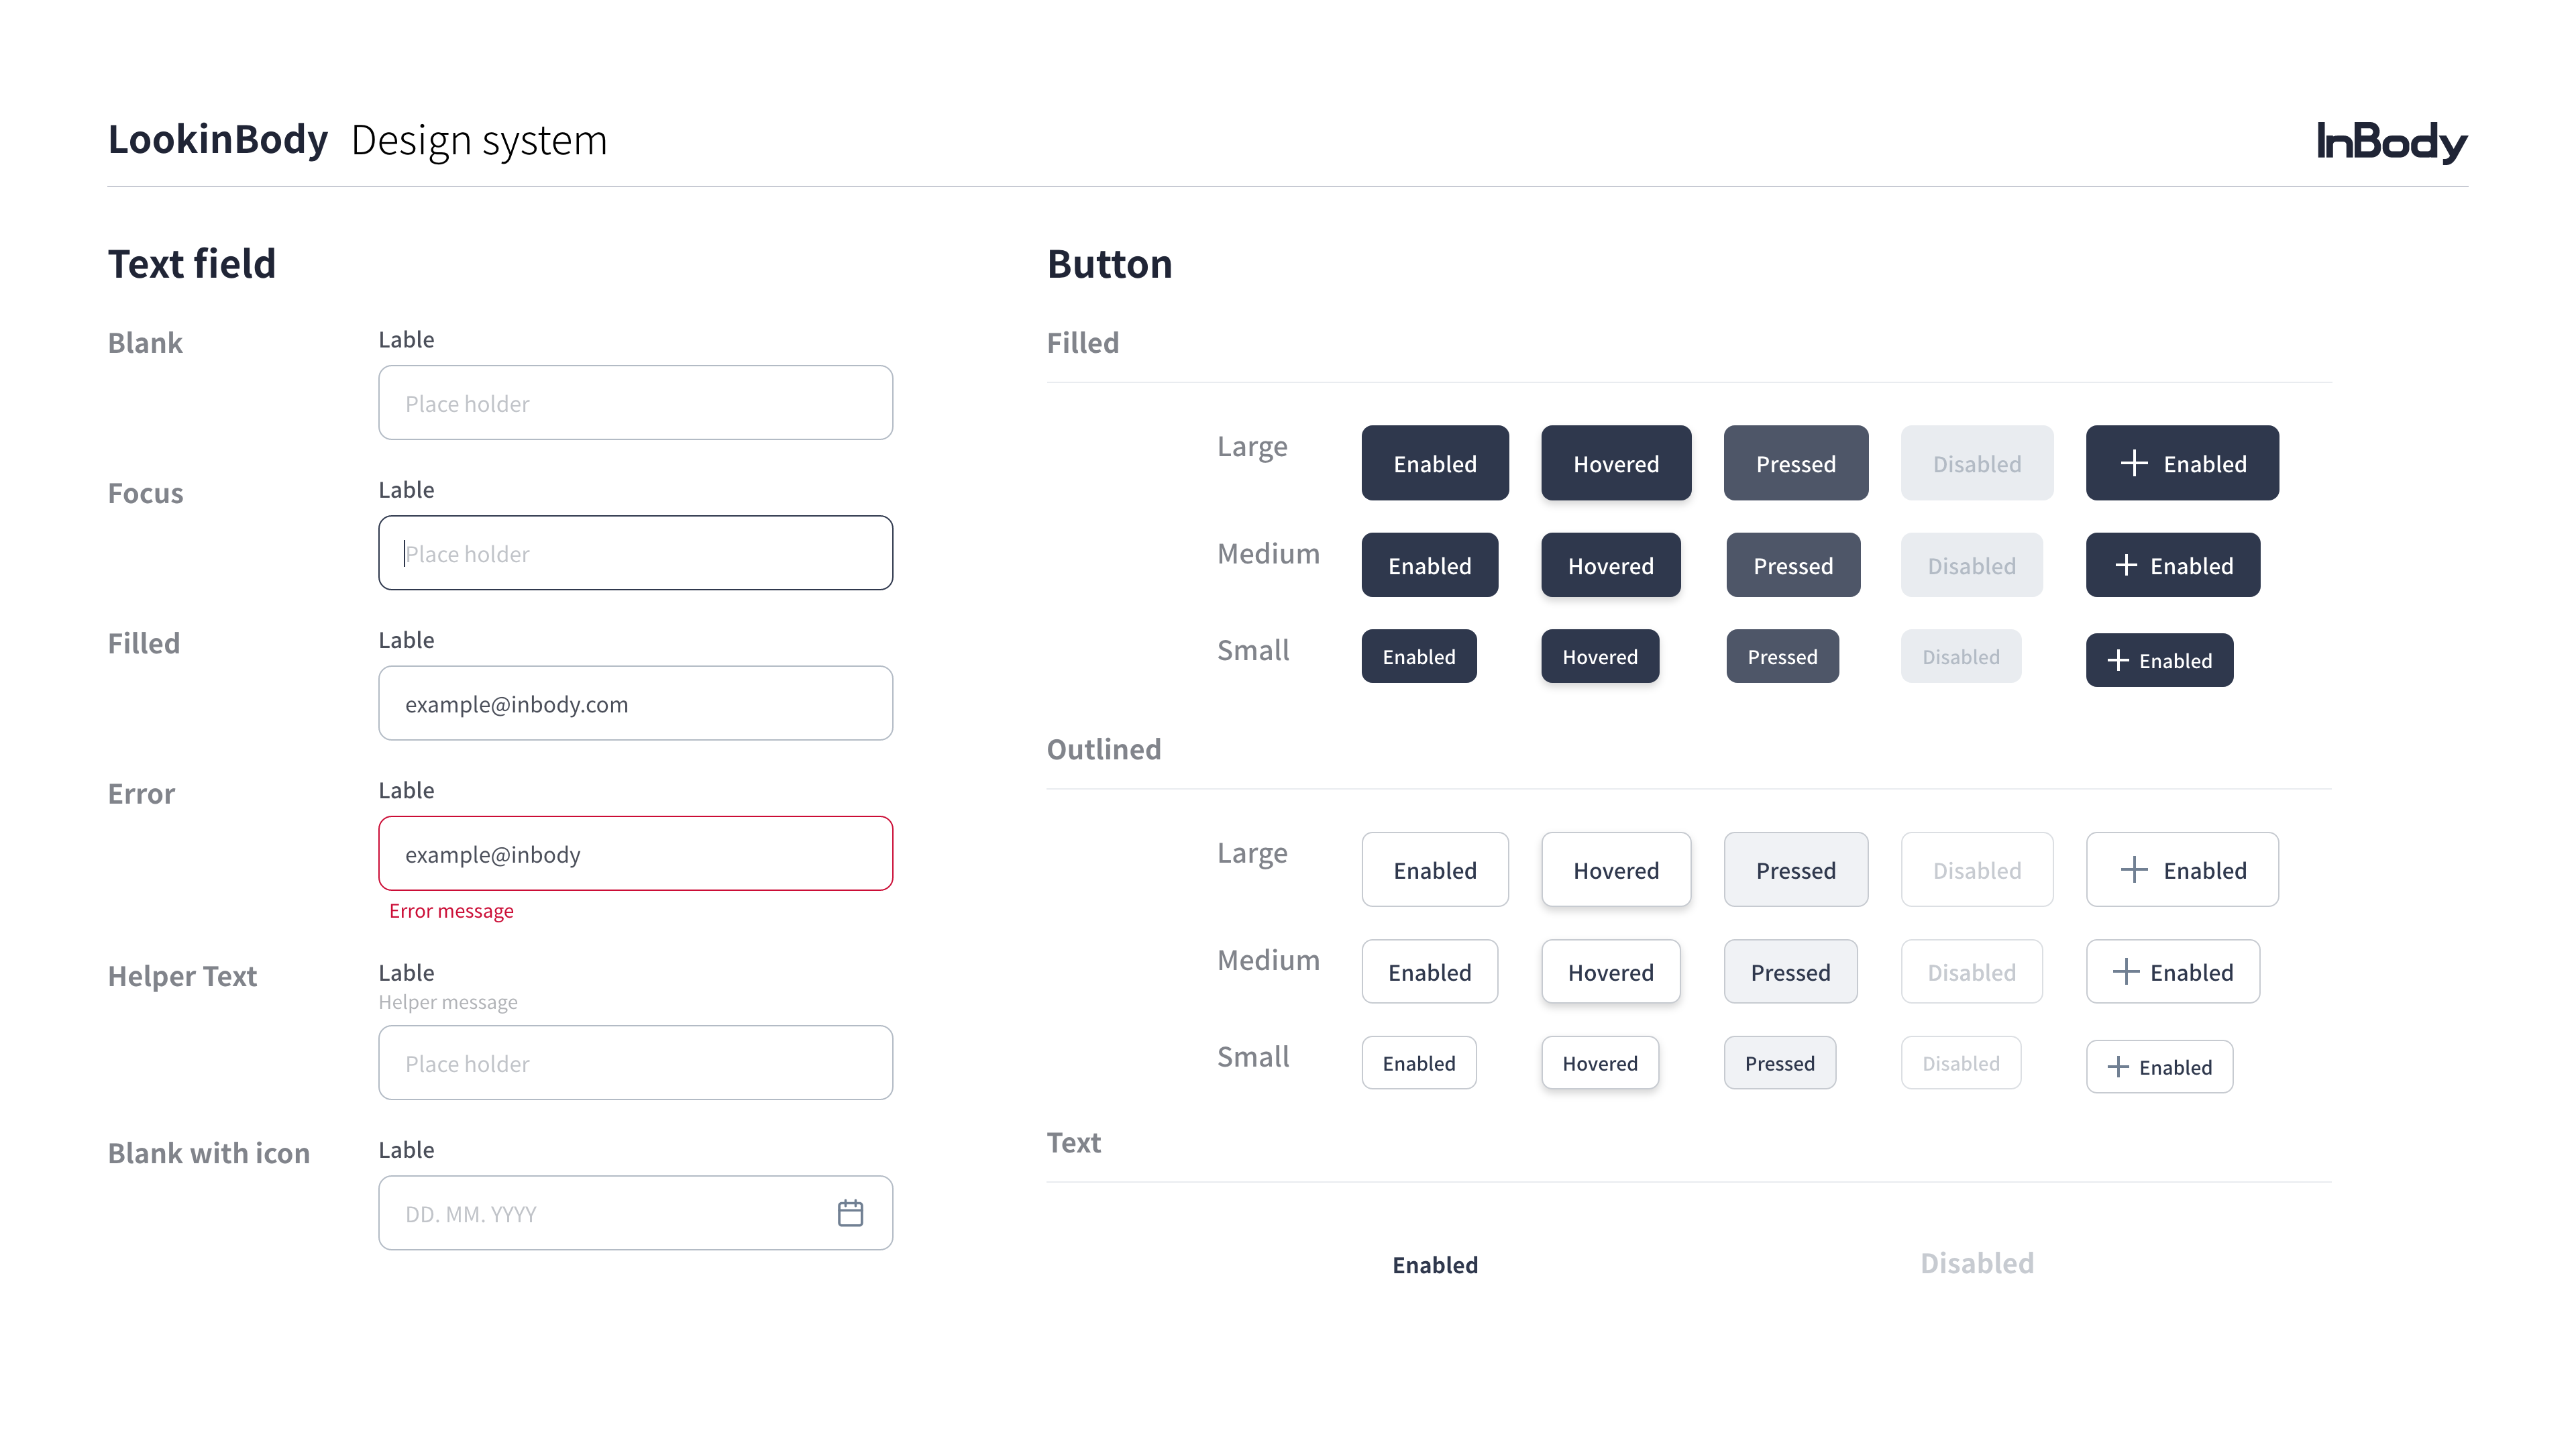 LookinBody Design system
InBody
Text field
Blank
Lable
Place holder
Focus
Lable
Place holder
Filled
Lable
example@inbody.com
Error
Lable
example@inbody
Error message
Helper Text
Lable
Helper message
Place holder
Blank with icon
Lable
DD. MM. YYYY
Button
Filled
Large Enabled Hovered Pressed Disabled + Enabled
Medium Enabled Hovered Pressed Disabled + Enabled
Small Enabled Hovered Pressed Disabled + Enabled
Outlined
Large Enabled Hovered Pressed Disabled + Enabled
Medium Enabled Hovered Pressed Disabled + Enabled
Small Enabled Hovered Pressed Disabled + Enabled
Text
Enabled Disabled